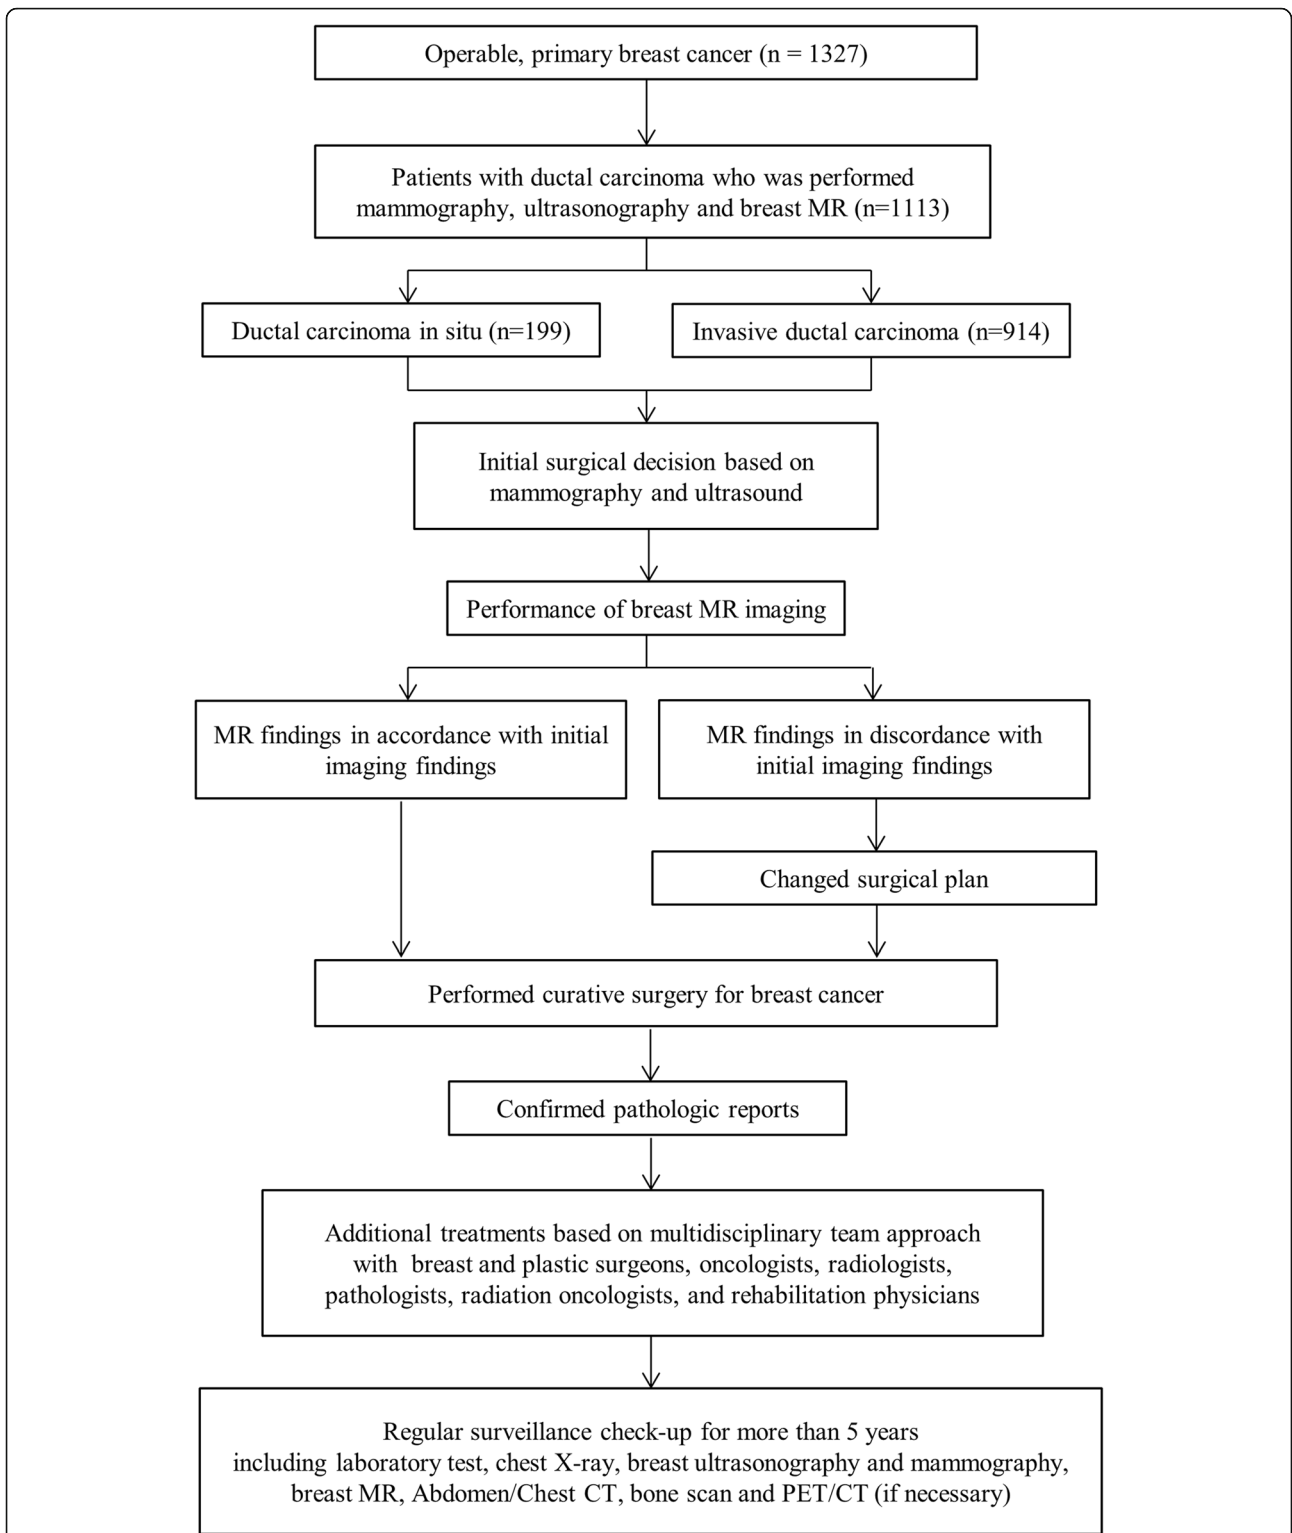 Operable, primary breast cancer (n = 1327)
Patients with ductal carcinoma who was performed
mammography, ultrasonography and breast MR (n=1113)
Ductal carcinoma in situ (n=199)
Invasive ductal carcinoma (n=914)
Initial surgical decision based on
mammography and ultrasound
Performance of breast MR imaging
MR findings in accordance with initial
imaging findings
MR findings in discordance with
initial imaging findings
Changed surgical plan
Performed curative surgery for breast cancer
Confirmed pathologic reports
Additional treatments based on multidisciplinary team approach
with breast and plastic surgeons, oncologists, radiologists,
pathologists, radiation oncologists, and rehabilitation physicians
Regular surveillance check-up for more than 5 years
including laboratory test, chest X-ray, breast ultrasonography and mammography,
breast MR, Abdomen/Chest CT, bone scan and PET/CT (if necessary)